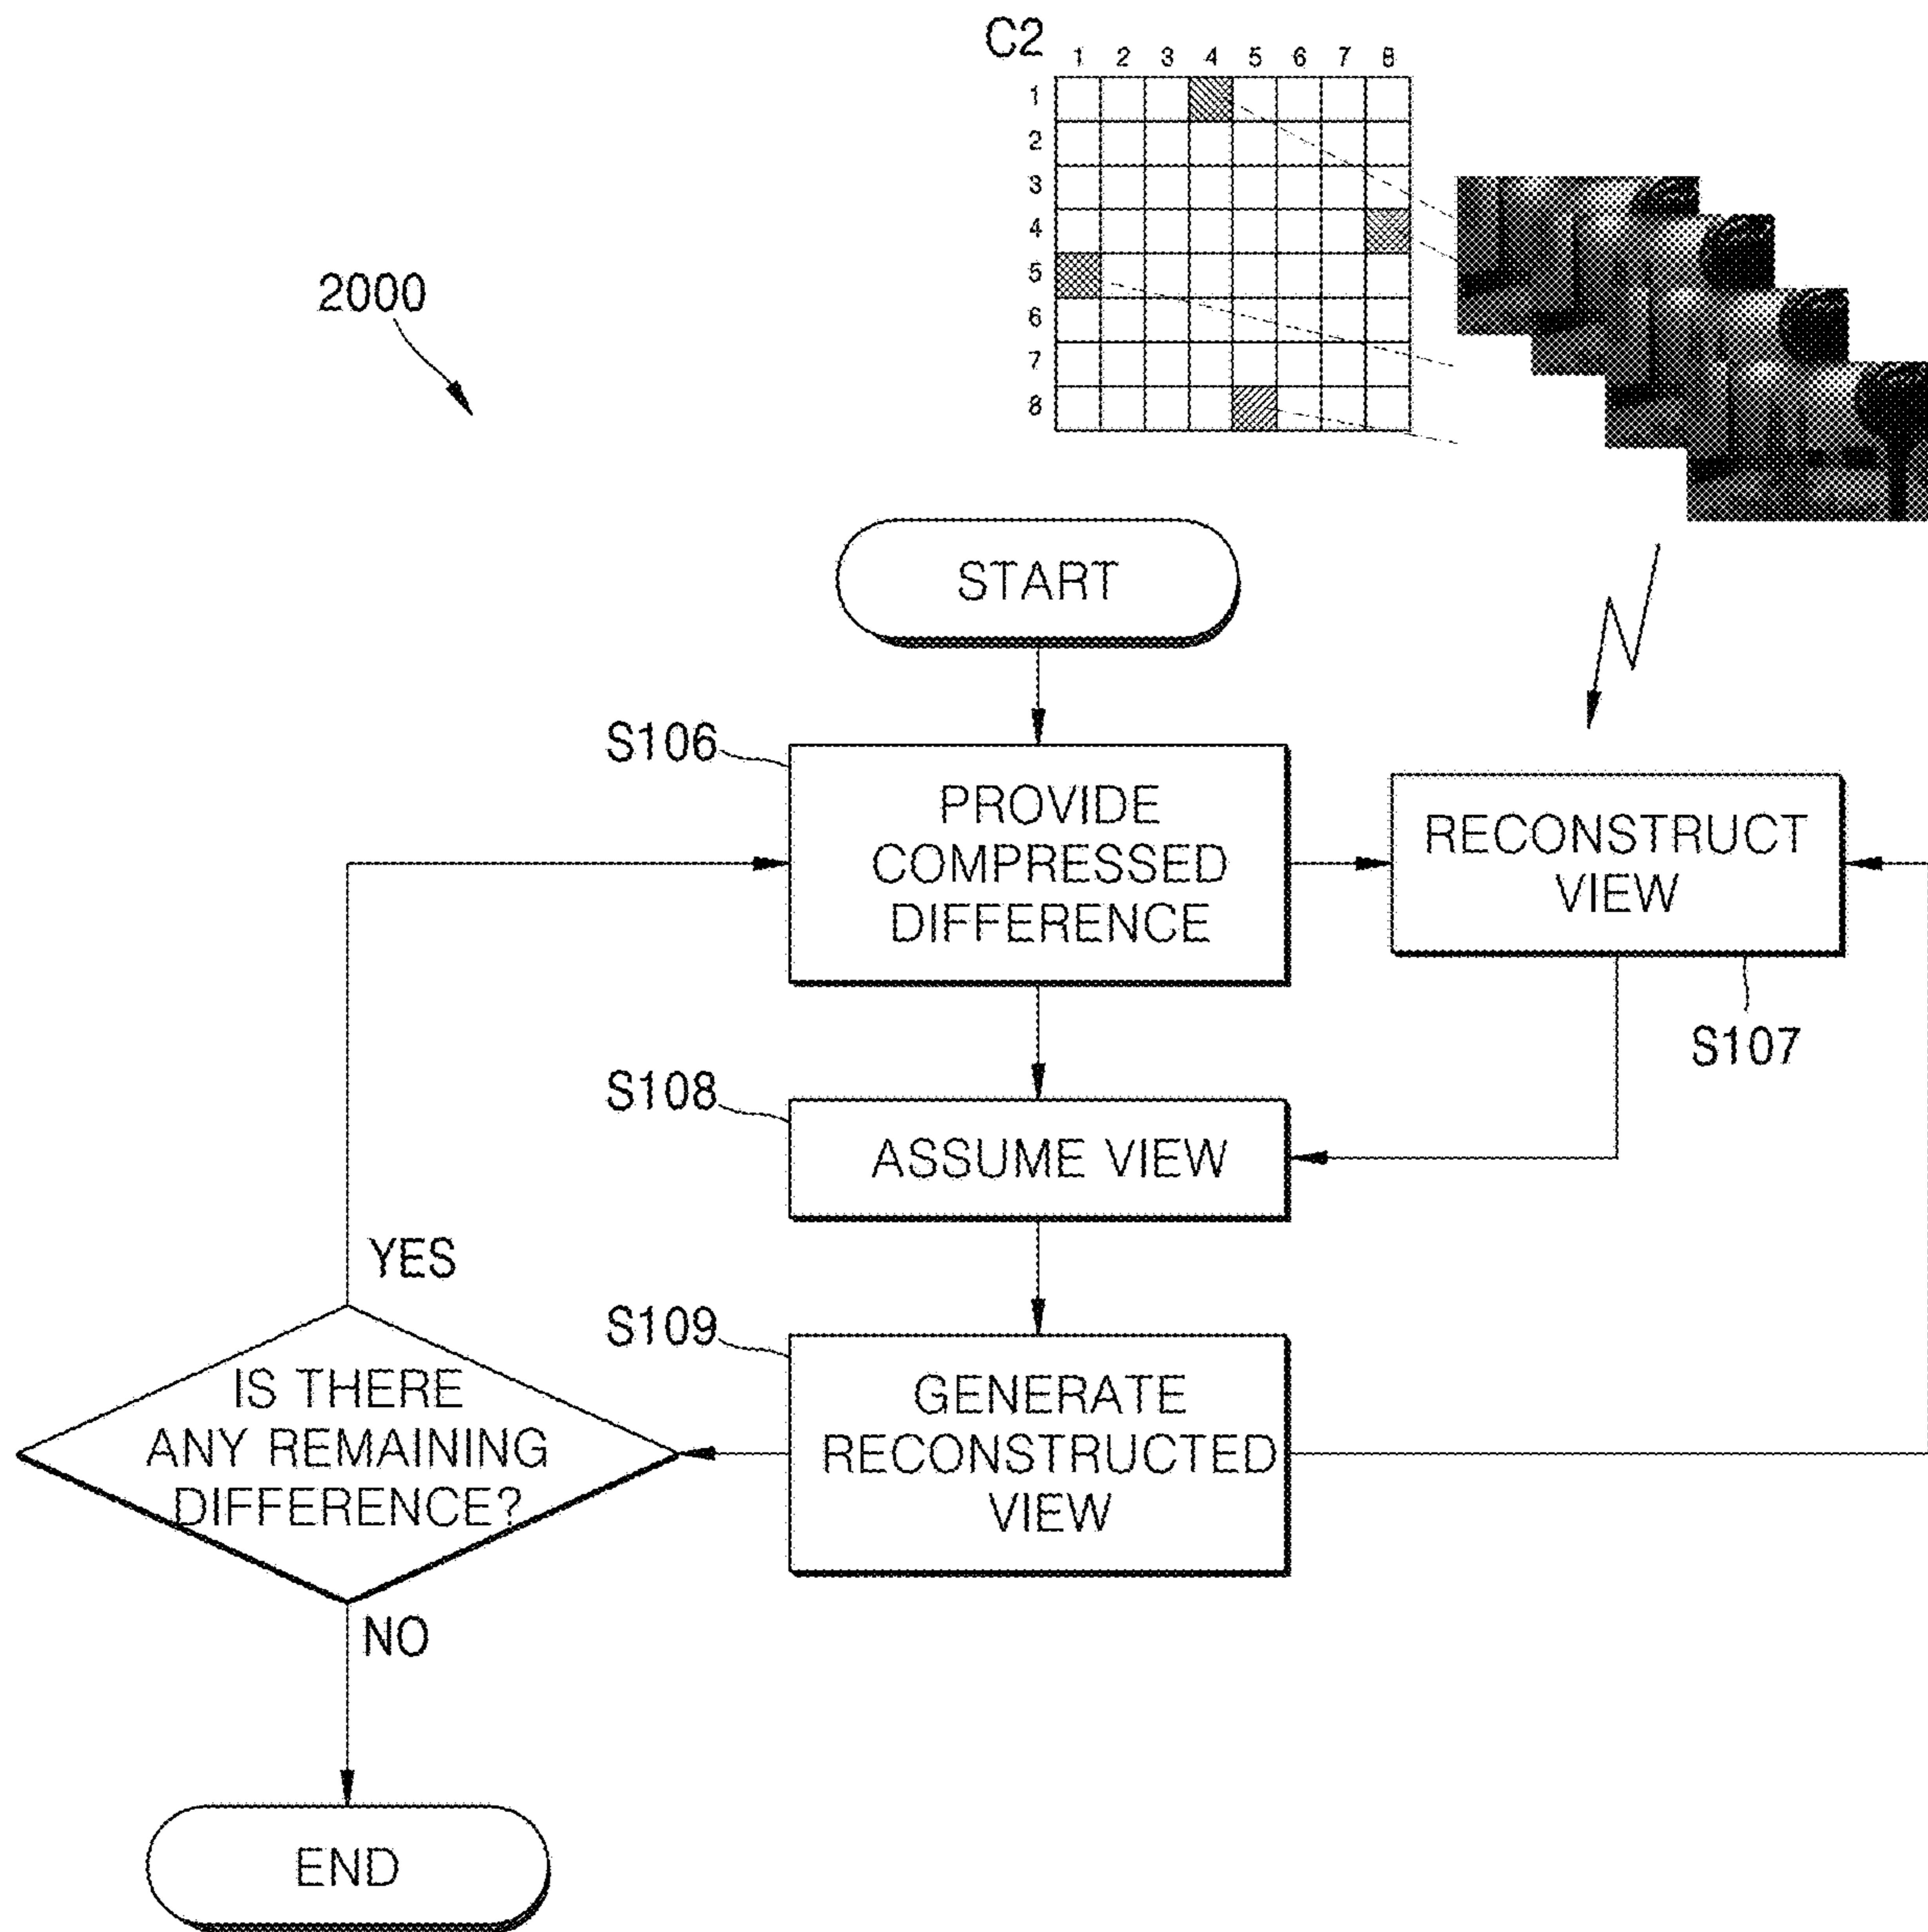 C2
1 2 3 4 5 6 7 8
1
2
3
4
5
6
7
8
2000
START
S106
PROVIDE
COMPRESSED
DIFFERENCE
RECONSTRUCT
VIEW
S107
S108
ASSUME VIEW
YES
S109
GENERATE
RECONSTRUCTED
VIEW
IS THERE
ANY REMAINING
DIFFERENCE?
NO
END